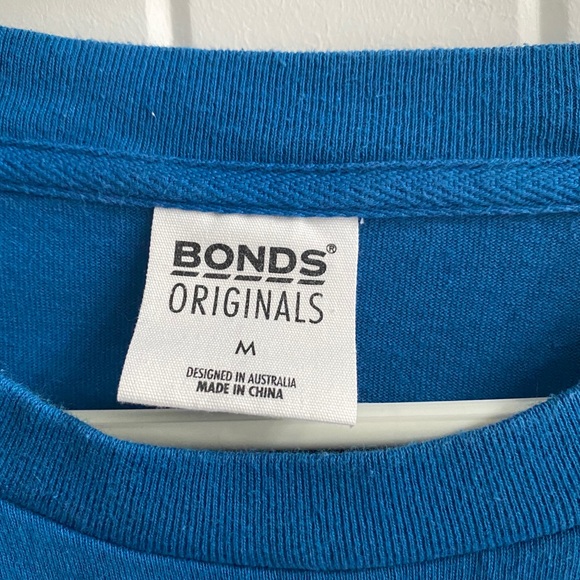 BONDS®
ORIGINALS
M
DESIGNED IN AUSTRALIA
MADE IN CHINA